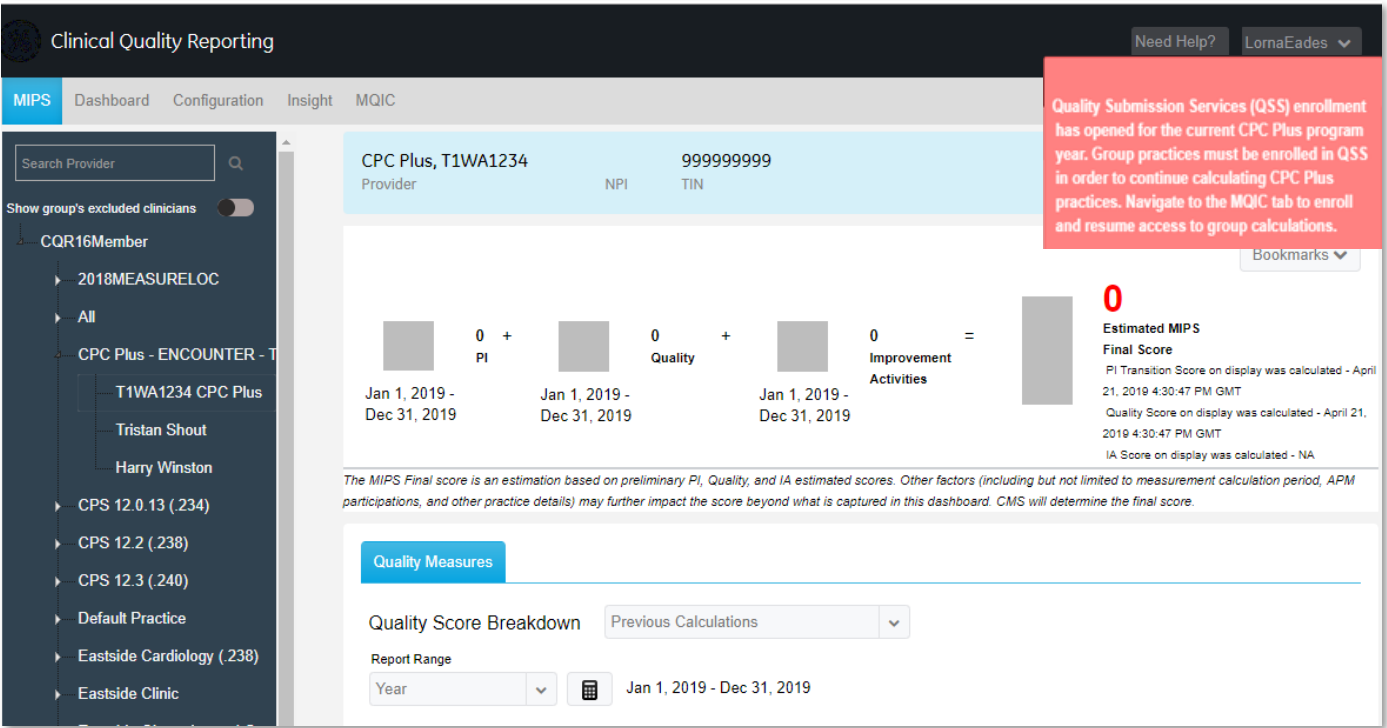 Clinical Quality Reporting
Need Help?
LornaEades
MIPS
Dashboard
Configuration
Insight
MQIC
Quality Submission Services (QSS) enrollment
has opened for the current CPC Plus program
year. Group practices must be enrolled in QSS
in order to continue calculating CPC Plus
practices. Navigate to the MQIC tab to enroll
and resume access to group calculations.
Search Provider
Show group's excluded clinicians
CQR16Member
2018MEASURELOC
All
CPC Plus - ENCOUNTER - T
T1WA1234 CPC Plus
Tristan Shout
Harry Winston
CPS 12.0.13 (.234)
CPS 12.2 (.238)
CPS 12.3 (.240)
Default Practice
Eastside Cardiology (.238)
Eastside Clinic
CPC Plus, T1WA1234
999999999
Provider
NPI
TIN
Bookmarks
0 +
PI
Jan 1, 2019 -
Dec 31, 2019
0 +
Quality
Jan 1, 2019 -
Dec 31, 2019
0 =
Improvement
Activities
Jan 1, 2019 -
Dec 31, 2019
0
Estimated MIPS
Final Score
PI Transition Score on display was calculated - April
21, 2019 4:30:47 PM GMT
Quality Score on display was calculated - April 21,
2019 4:30:47 PM GMT
IA Score on display was calculated - NA
The MIPS Final score is an estimation based on preliminary PI, Quality, and IA estimated scores. Other factors (including but not limited to measurement calculation period, APM
participations, and other practice details) may further impact the score beyond what is captured in this dashboard. CMS will determine the final score.
Quality Measures
Quality Score Breakdown
Previous Calculations
Report Range
Year
Jan 1, 2019 - Dec 31, 2019